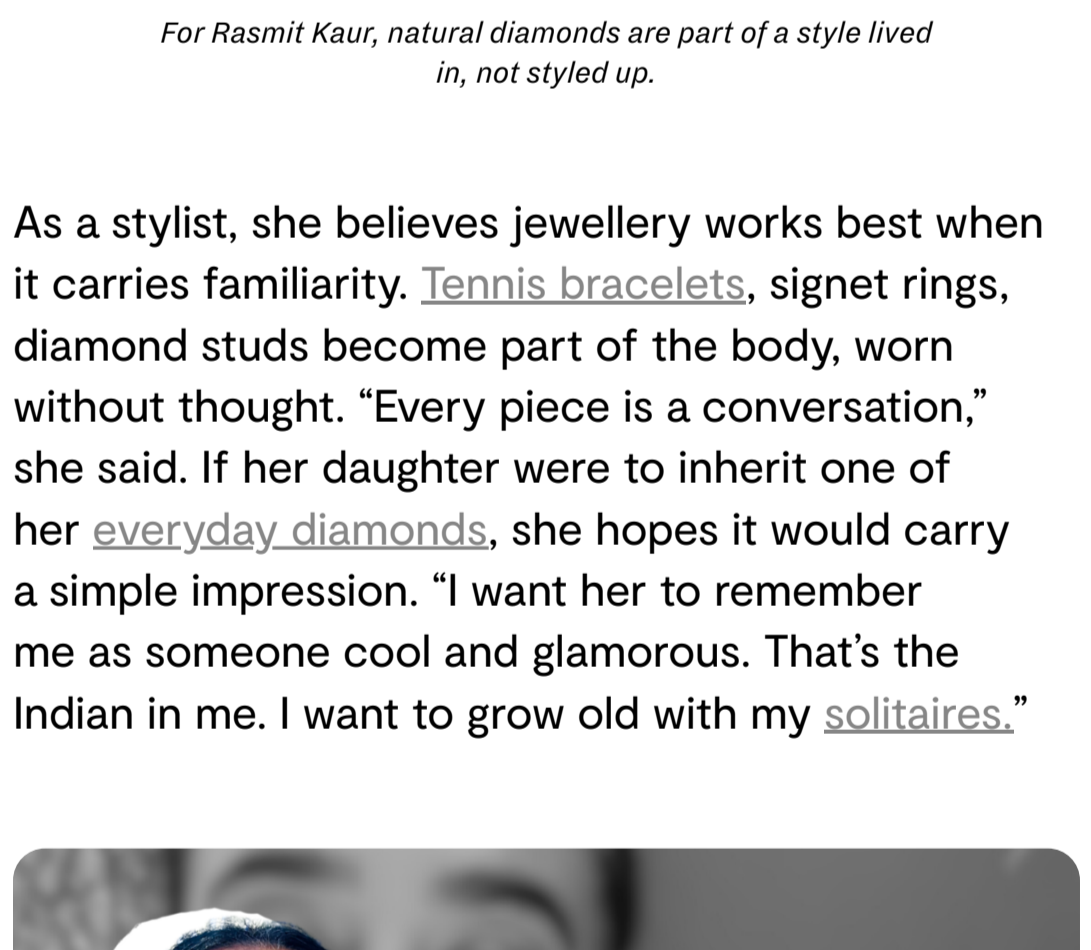 For Rasmit Kaur, natural diamonds are part of a style lived
in, not styled up.
As a stylist, she believes jewellery works best when
it carries familiarity. Tennis bracelets, signet rings,
diamond studs become part of the body, worn
without thought. “Every piece is a conversation,”
she said. If her daughter were to inherit one of
her everyday diamonds, she hopes it would carry
a simple impression. “I want her to remember
me as someone cool and glamorous. That’s the
Indian in me. I want to grow old with my solitaires.”